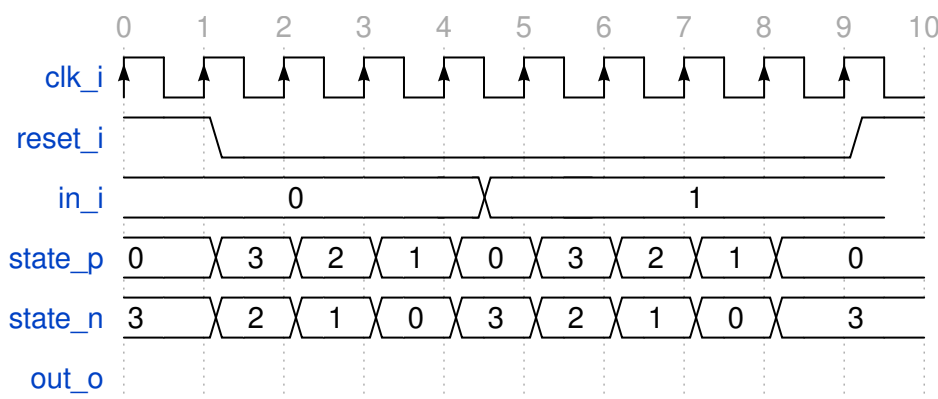 0 1 2 3 4 5 6 7 8 9 10
clk_i
reset_i
in_i 0 1
state_p 0 3 2 1 0 3 2 1 0
state_n 3 2 1 0 3 2 1 0 3
out_o